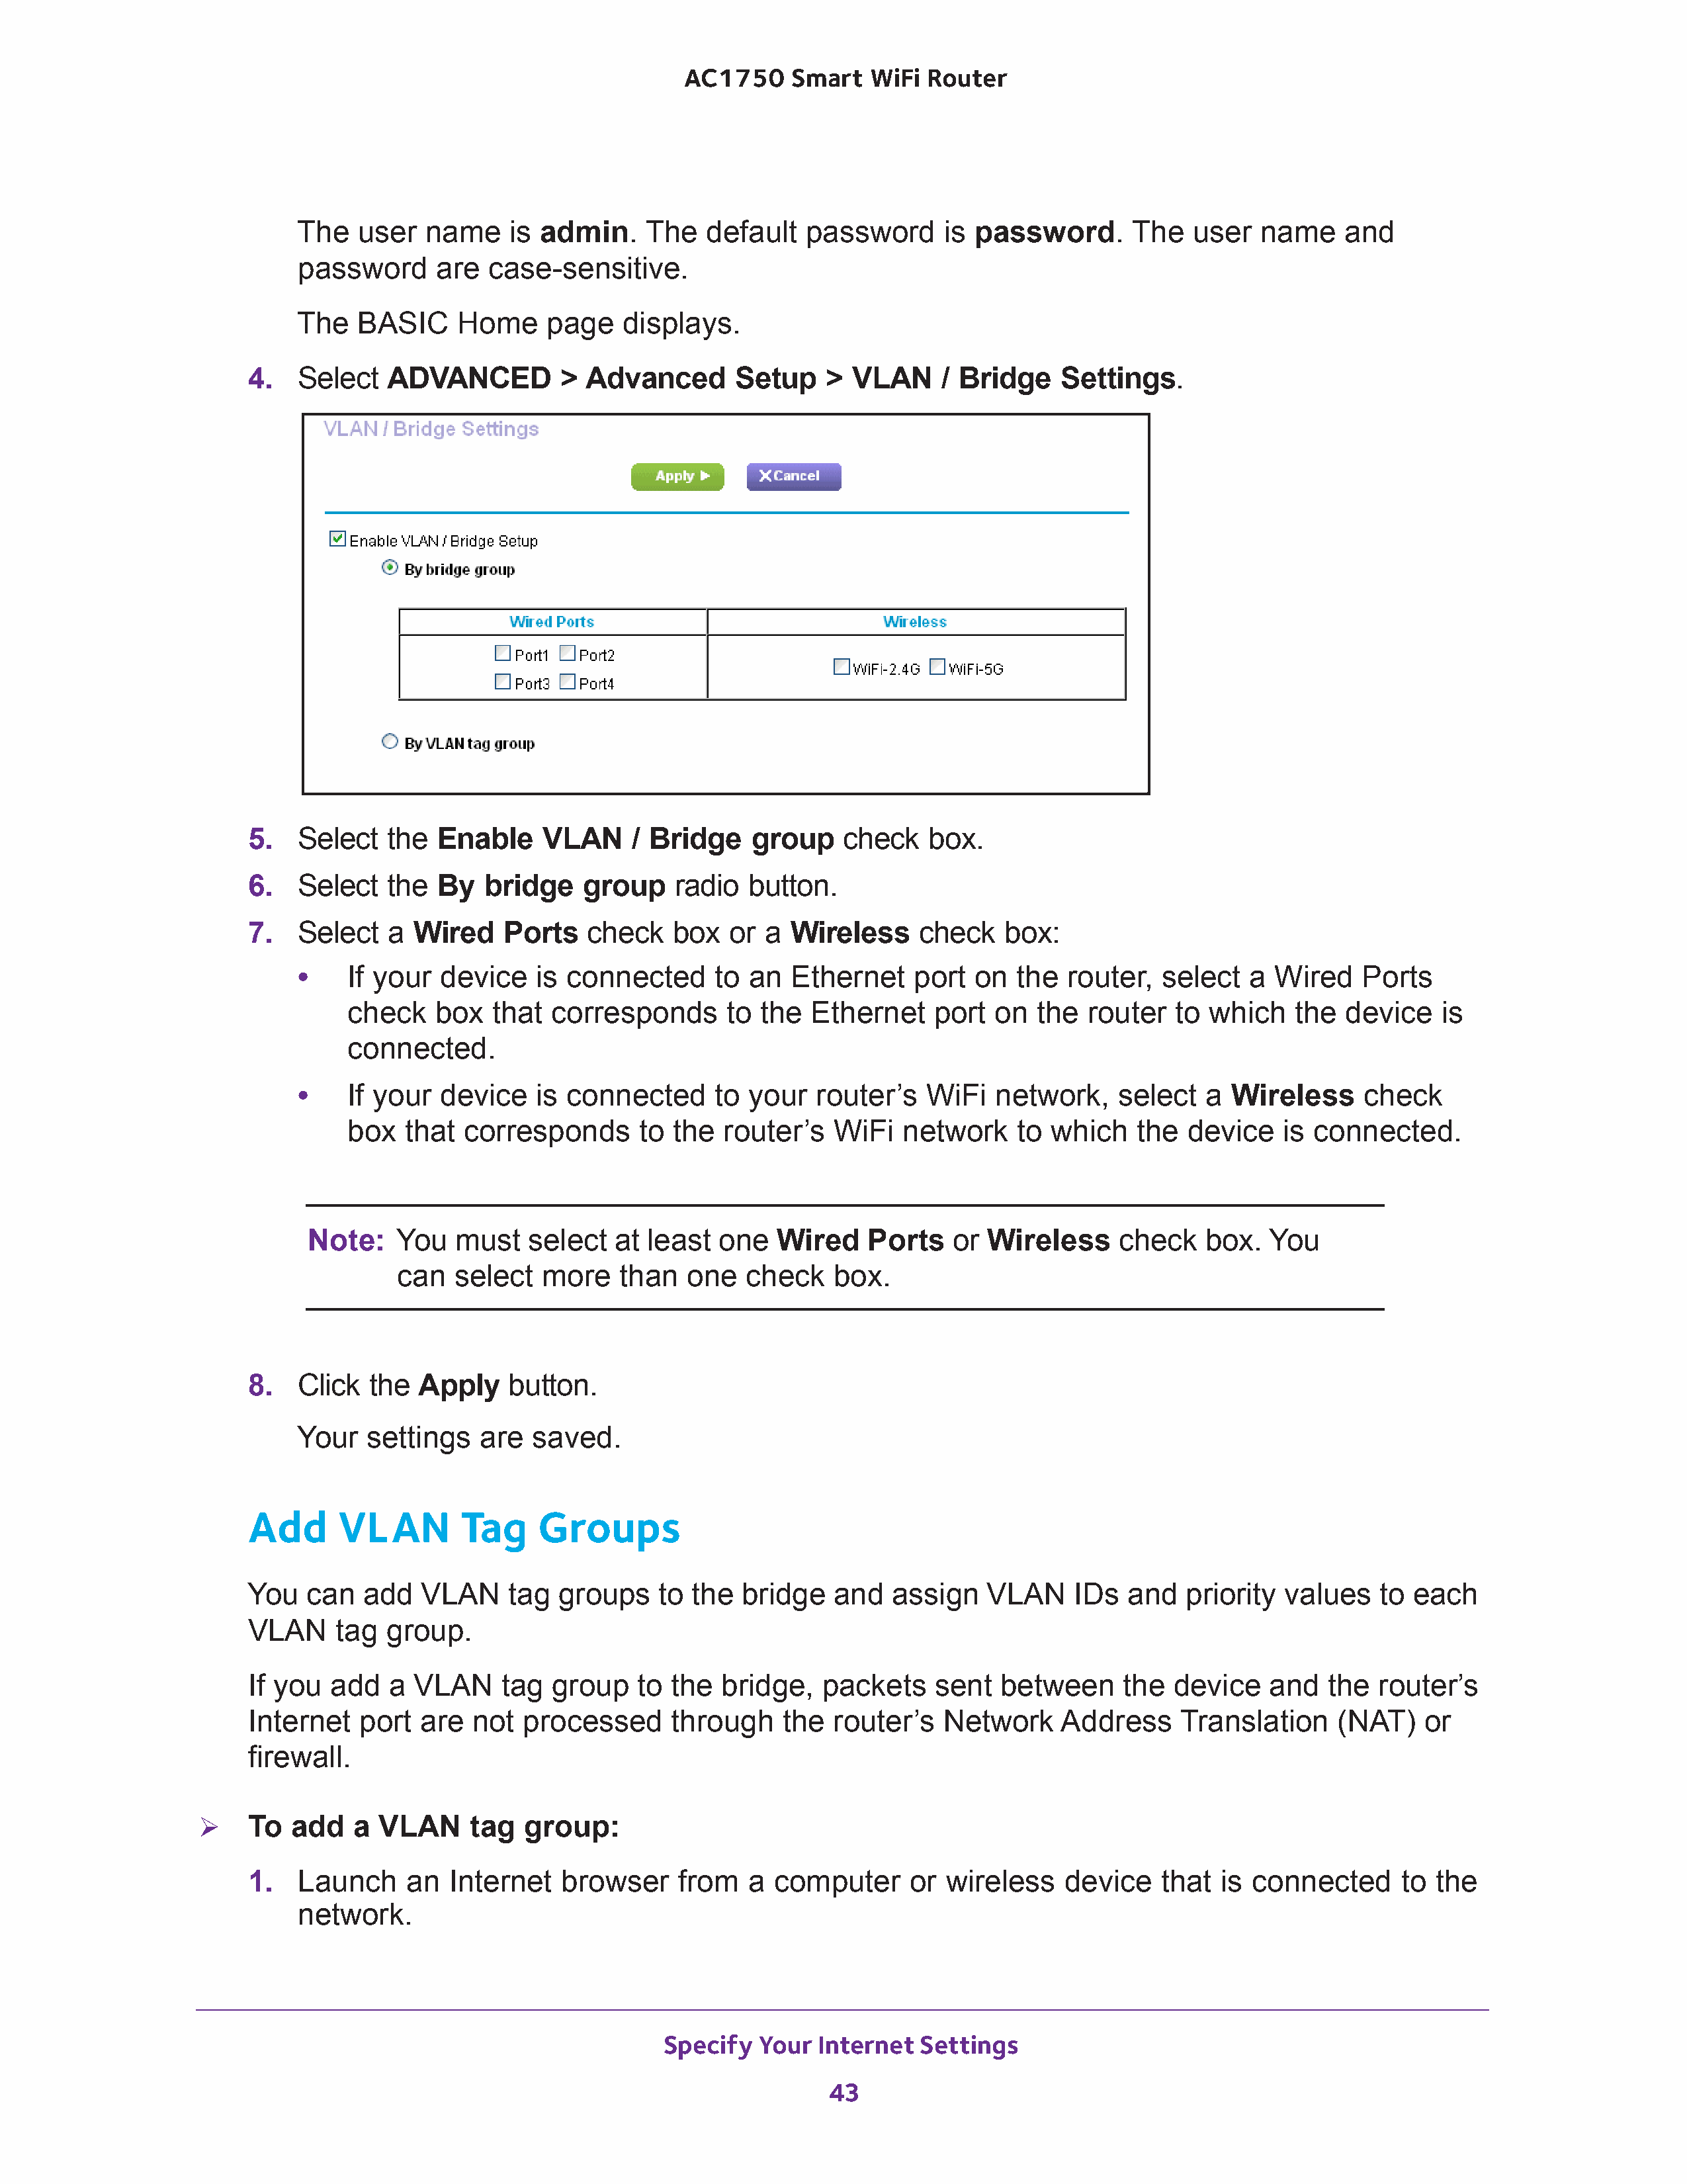 AC1750 Smart WiFi Router
The user name is admin. The default password is password. The user name and
password are case-sensitive.
The BASIC Home page displays.
4. Select ADVANCED > Advanced Setup > VLAN / Bridge Settings.
VLAN / Bridge Settings
Apply ▶ X Cancel
Enable VLAN / Bridge Setup
By bridge group
Wired Ports Wireless
Port1 Port2
WiFi-2.4G WiFi-5G
Port3 Port4
By VLAN tag group
5. Select the Enable VLAN / Bridge group check box.
6. Select the By bridge group radio button.
7. Select a Wired Ports check box or a Wireless check box:
• If your device is connected to an Ethernet port on the router, select a Wired Ports
check box that corresponds to the Ethernet port on the router to which the device is
connected.
• If your device is connected to your router’s WiFi network, select a Wireless check
box that corresponds to the router’s WiFi network to which the device is connected.
Note: You must select at least one Wired Ports or Wireless check box. You
can select more than one check box.
8. Click the Apply button.
Your settings are saved.
Add VLAN Tag Groups
You can add VLAN tag groups to the bridge and assign VLAN IDs and priority values to each
VLAN tag group.
If you add a VLAN tag group to the bridge, packets sent between the device and the router’s
Internet port are not processed through the router’s Network Address Translation (NAT) or
firewall.
➢ To add a VLAN tag group:
1. Launch an Internet browser from a computer or wireless device that is connected to the
network.
Specify Your Internet Settings
43